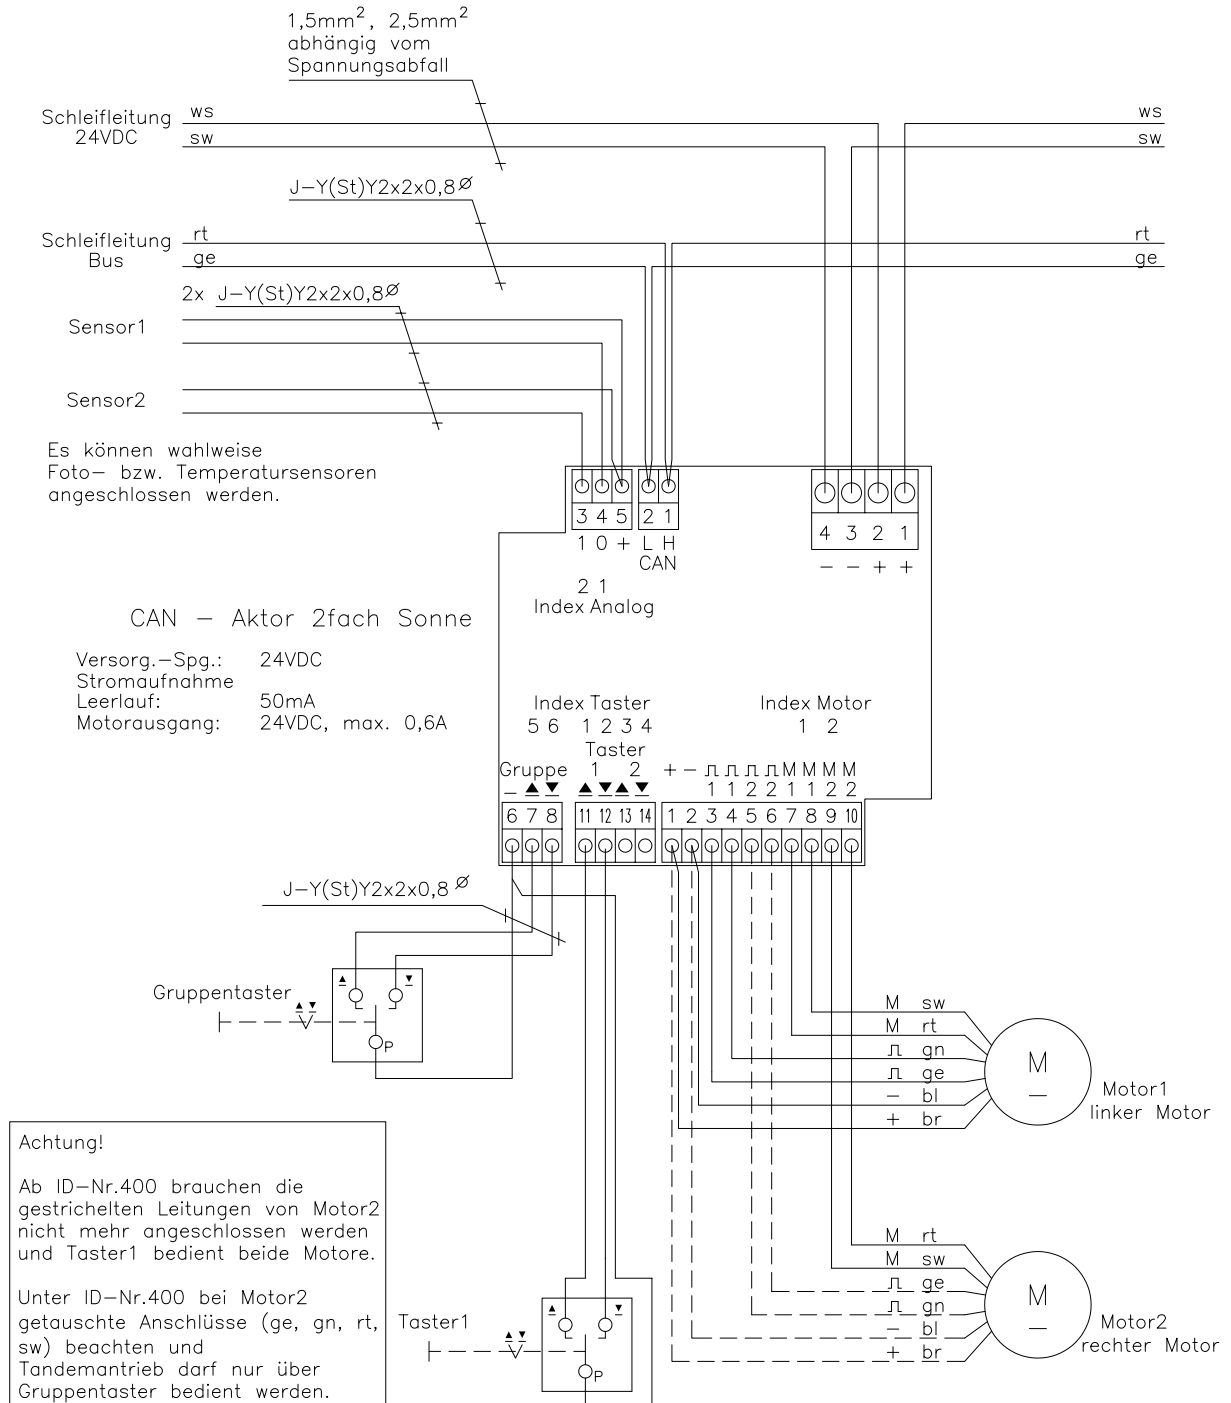 1,5mm², 2,5mm²
abhängig vom
Spannungsabfall
Schleifleitung
24VDC
ws
sw
ws
sw
J-Y(St)Y2x2x0,8⌀
Schleifleitung
Bus
rt
ge
rt
ge
2x J-Y(St)Y2x2x0,8⌀
Sensor1
Sensor2
Es können wahlweise
Foto- bzw. Temperatursensoren
angeschlossen werden.
3 4 5 2 1
1 0 + L H
CAN
2 1
Index Analog
4 3 2 1
- - + +
CAN - Aktor 2fach Sonne
Versorg.-Spg.: 24VDC
Stromaufnahme
Leerlauf: 50mA
Motorausgang: 24VDC, max. 0,6A
Index Taster
5 6 1 2 3 4
Index Motor
1 2
Taster
Gruppe 1 2 + - ⎍ ⎍ ⎍ ⎍ M M M M
- ▲ ▼ ▲ ▼ ▲ ▼ 1 1 2 2 1 1 2 2
6 7 8 11 12 13 14 1 2 3 4 5 6 7 8 9 10
J-Y(St)Y2x2x0,8 ⌀
Gruppentaster
▲ ▼
▲ ▼
P
M sw
M rt
⎍ gn
⎍ ge
- bl
+ br
M
-
Motor1
linker Motor
Achtung!
Ab ID-Nr.400 brauchen die
gestrichelten Leitungen von Motor2
nicht mehr angeschlossen werden
und Taster1 bedient beide Motore.
Unter ID-Nr.400 bei Motor2
getauschte Anschlüsse (ge, gn, rt,
sw) beachten und
Tandemantrieb darf nur über
Gruppentaster bedient werden.
Taster1
▲ ▼
▲ ▼
P
M rt
M sw
⎍ ge
⎍ gn
- bl
+ br
M
-
Motor2
rechter Motor